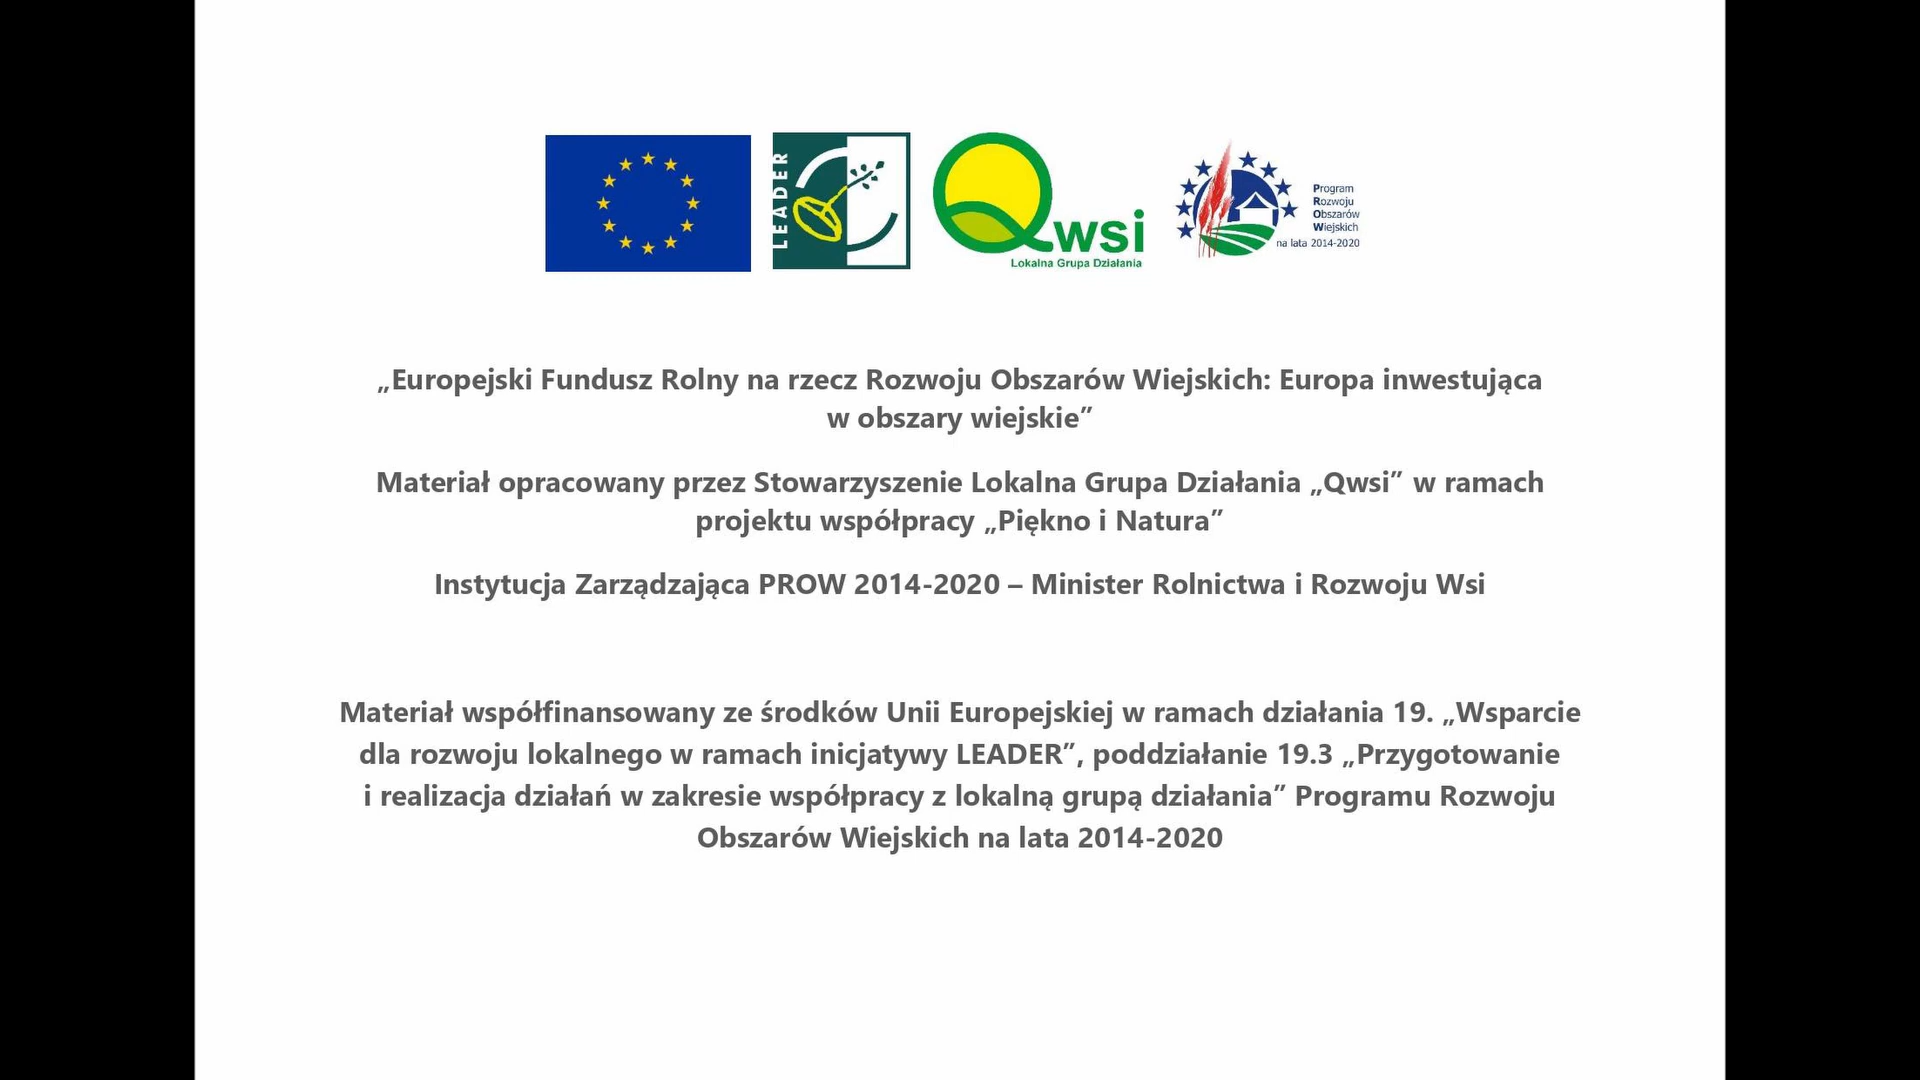 LEADER
Qwsi
Lokalna Grupa Działania
Program
Rozwoju
Obszarów
Wiejskich
na lata 2014-2020
„Europejski Fundusz Rolny na rzecz Rozwoju Obszarów Wiejskich: Europa inwestująca
w obszary wiejskie”
Materiał opracowany przez Stowarzyszenie Lokalna Grupa Działania „Qwsi” w ramach
projektu współpracy „Piękno i Natura”
Instytucja Zarządzająca PROW 2014-2020 – Minister Rolnictwa i Rozwoju Wsi
Materiał współfinansowany ze środków Unii Europejskiej w ramach działania 19. „Wsparcie
dla rozwoju lokalnego w ramach inicjatywy LEADER”, poddziałanie 19.3 „Przygotowanie
i realizacja działań w zakresie współpracy z lokalną grupą działania” Programu Rozwoju
Obszarów Wiejskich na lata 2014-2020